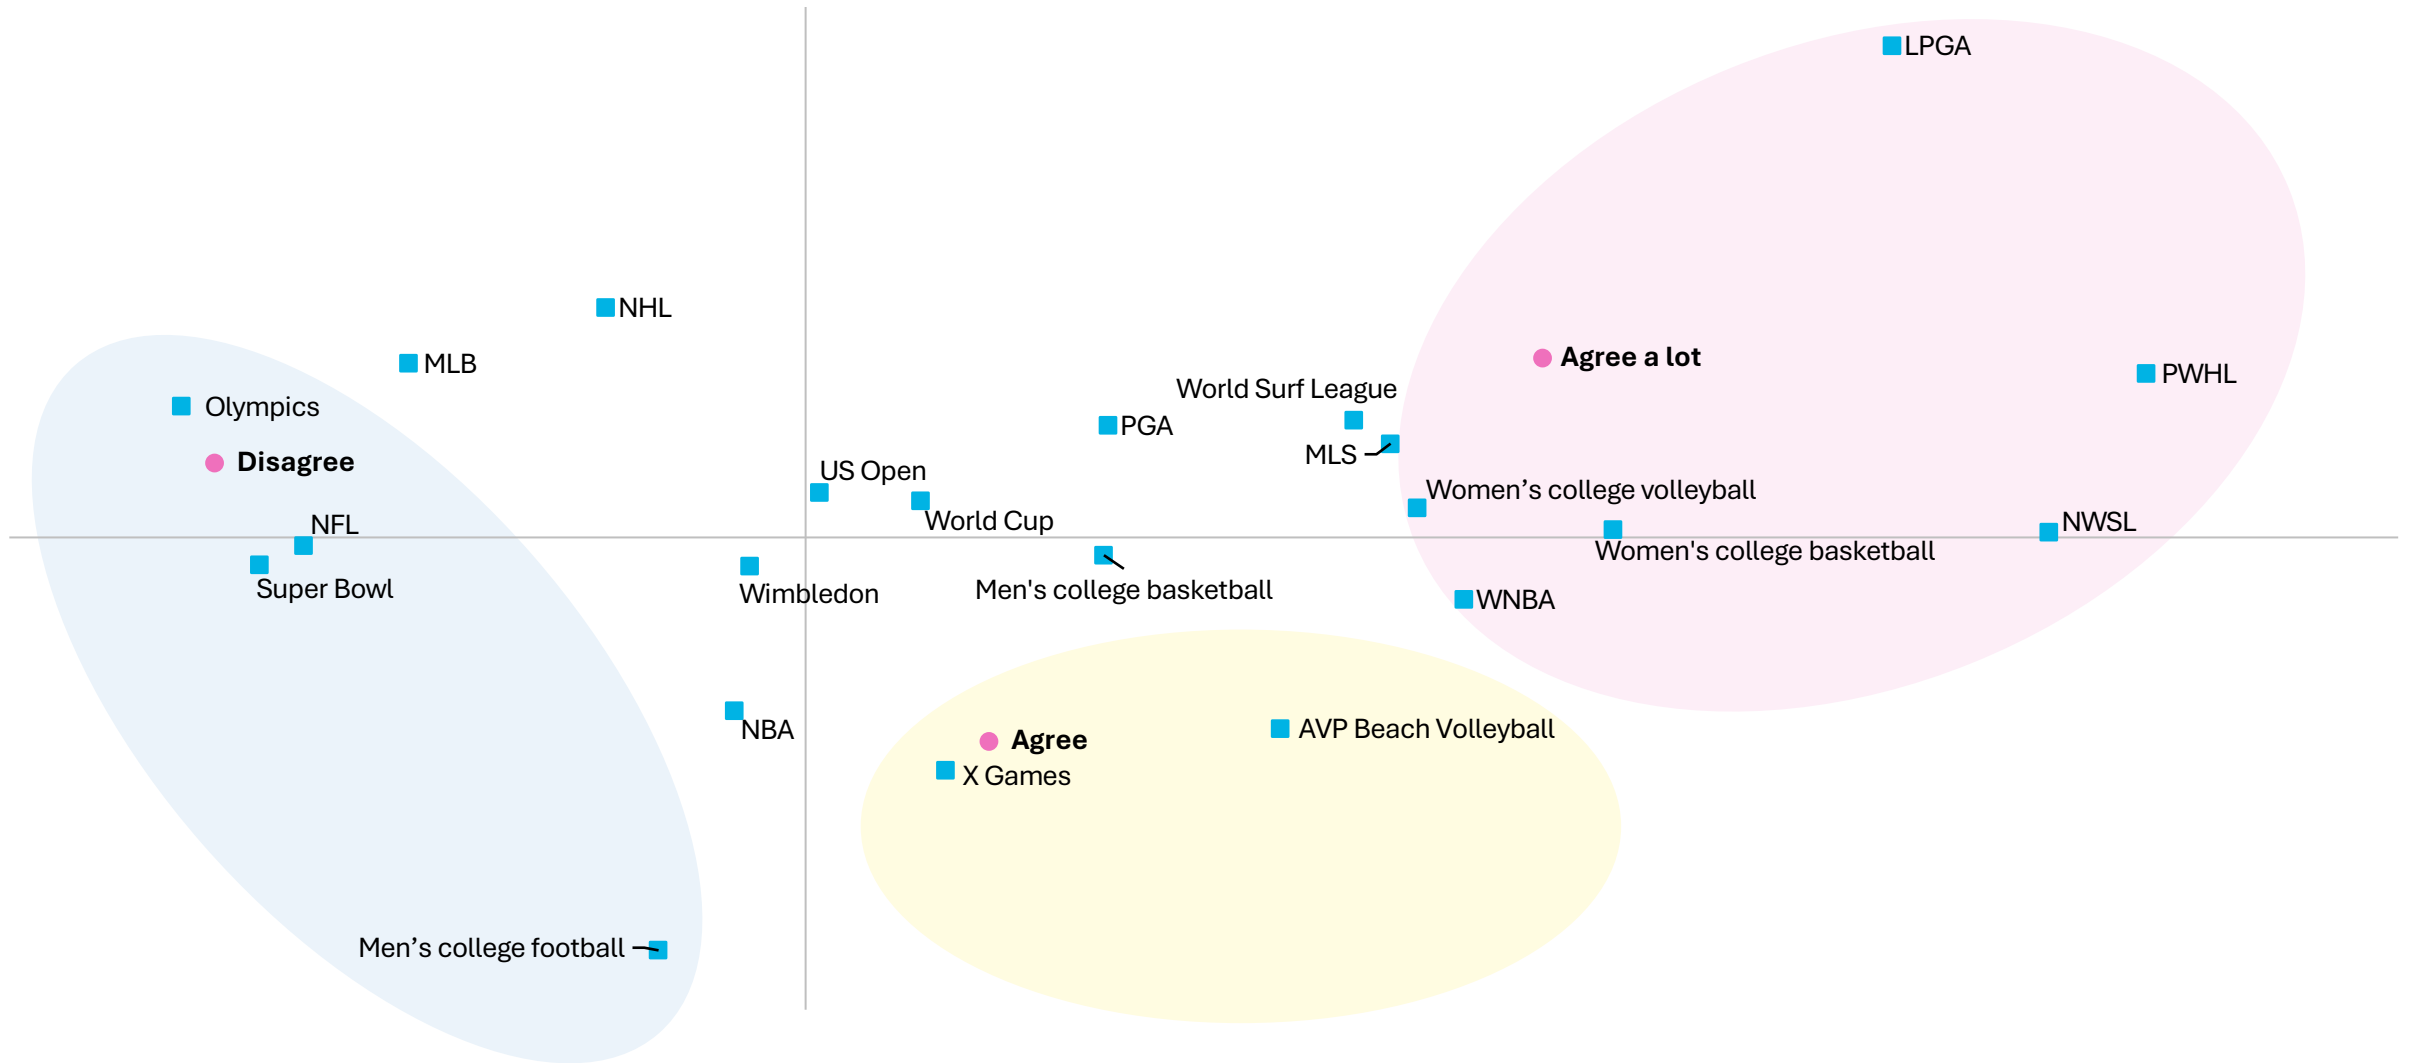 LPGA
NHL
MLB
Agree a lot
PWHL
World Surf League
Olympics
PGA
MLS
Disagree
US Open
Women’s college volleyball
NFL
World Cup
NWSL
Women's college basketball
Super Bowl
Wimbledon
Men's college basketball
WNBA
NBA
Agree
AVP Beach Volleyball
X Games
Men’s college football